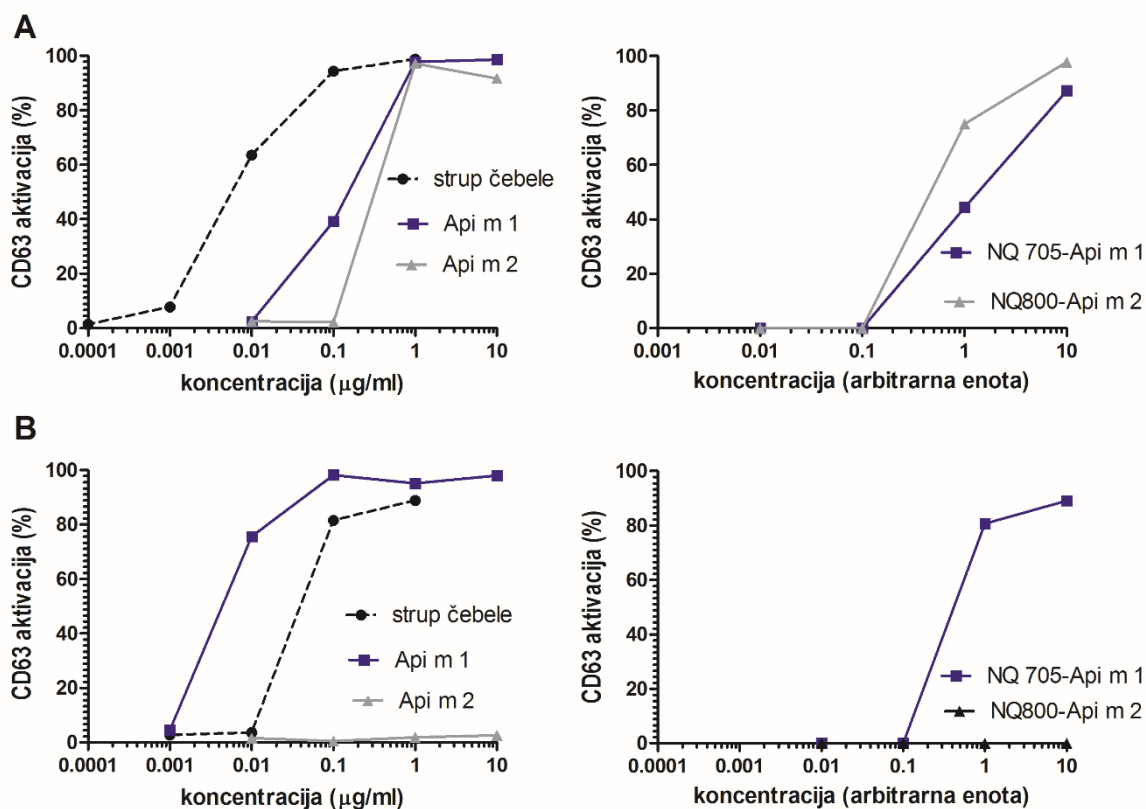 A
CD63 aktivacija (%)
100
80
60
40
20
0
0.0001 0.001 0.01 0.1 1 10
koncentracija (µg/ml)
strup čebele
Api m 1
Api m 2
CD63 aktivacija (%)
100
80
60
40
20
0
0.001 0.01 0.1 1 10
koncentracija (arbitrarna enota)
NQ 705-Api m 1
NQ800-Api m 2
B
CD63 aktivacija (%)
100
80
60
40
20
0
0.0001 0.001 0.01 0.1 1 10
koncentracija (µg/ml)
strup čebele
Api m 1
Api m 2
CD63 aktivacija (%)
100
80
60
40
20
0
0.0001 0.001 0.01 0.1 1 10
koncentracija (arbitrarna enota)
NQ 705-Api m 1
NQ800-Api m 2